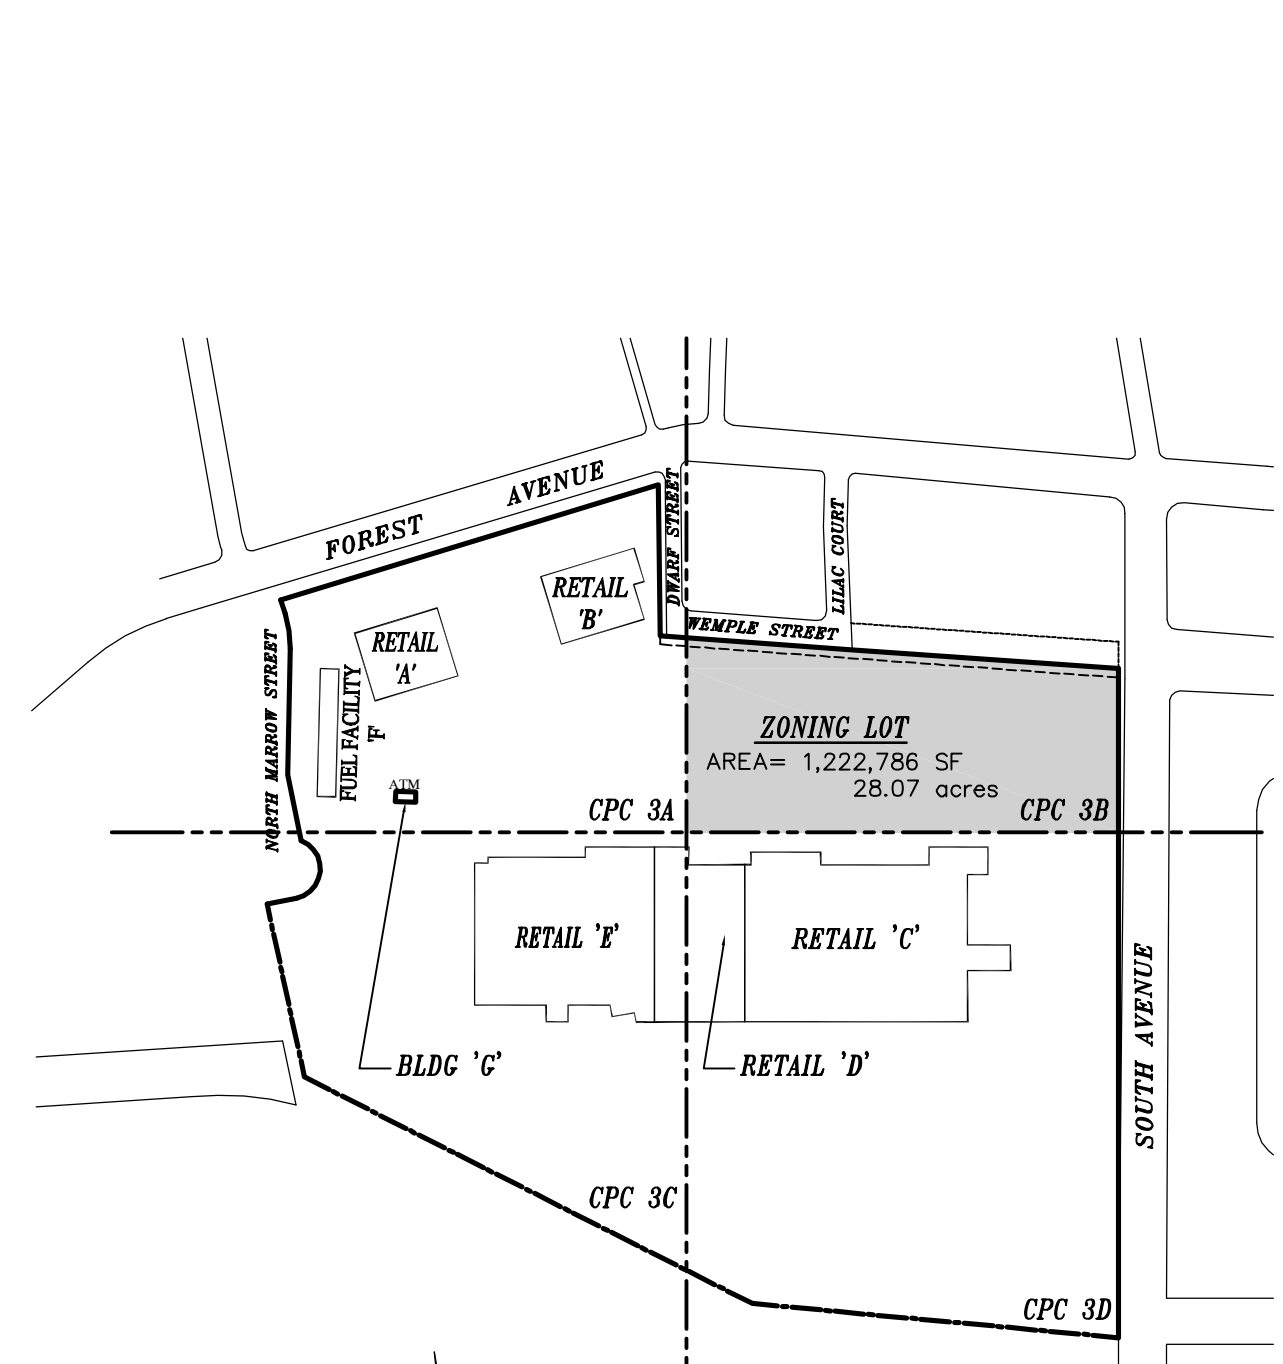 FOREST AVENUE
DWARF STREET
LILAC COURT
WEMPLE STREET
RETAIL
'B'
RETAIL
'A'
NORTH MARROW STREET
FUEL FACILITY
'F'
ATM
ZONING LOT
AREA= 1,222,786 SF
28.07 acres
CPC 3A
CPC 3B
RETAIL 'E'
RETAIL 'C'
SOUTH AVENUE
BLDG 'G'
RETAIL 'D'
CPC 3C
CPC 3D